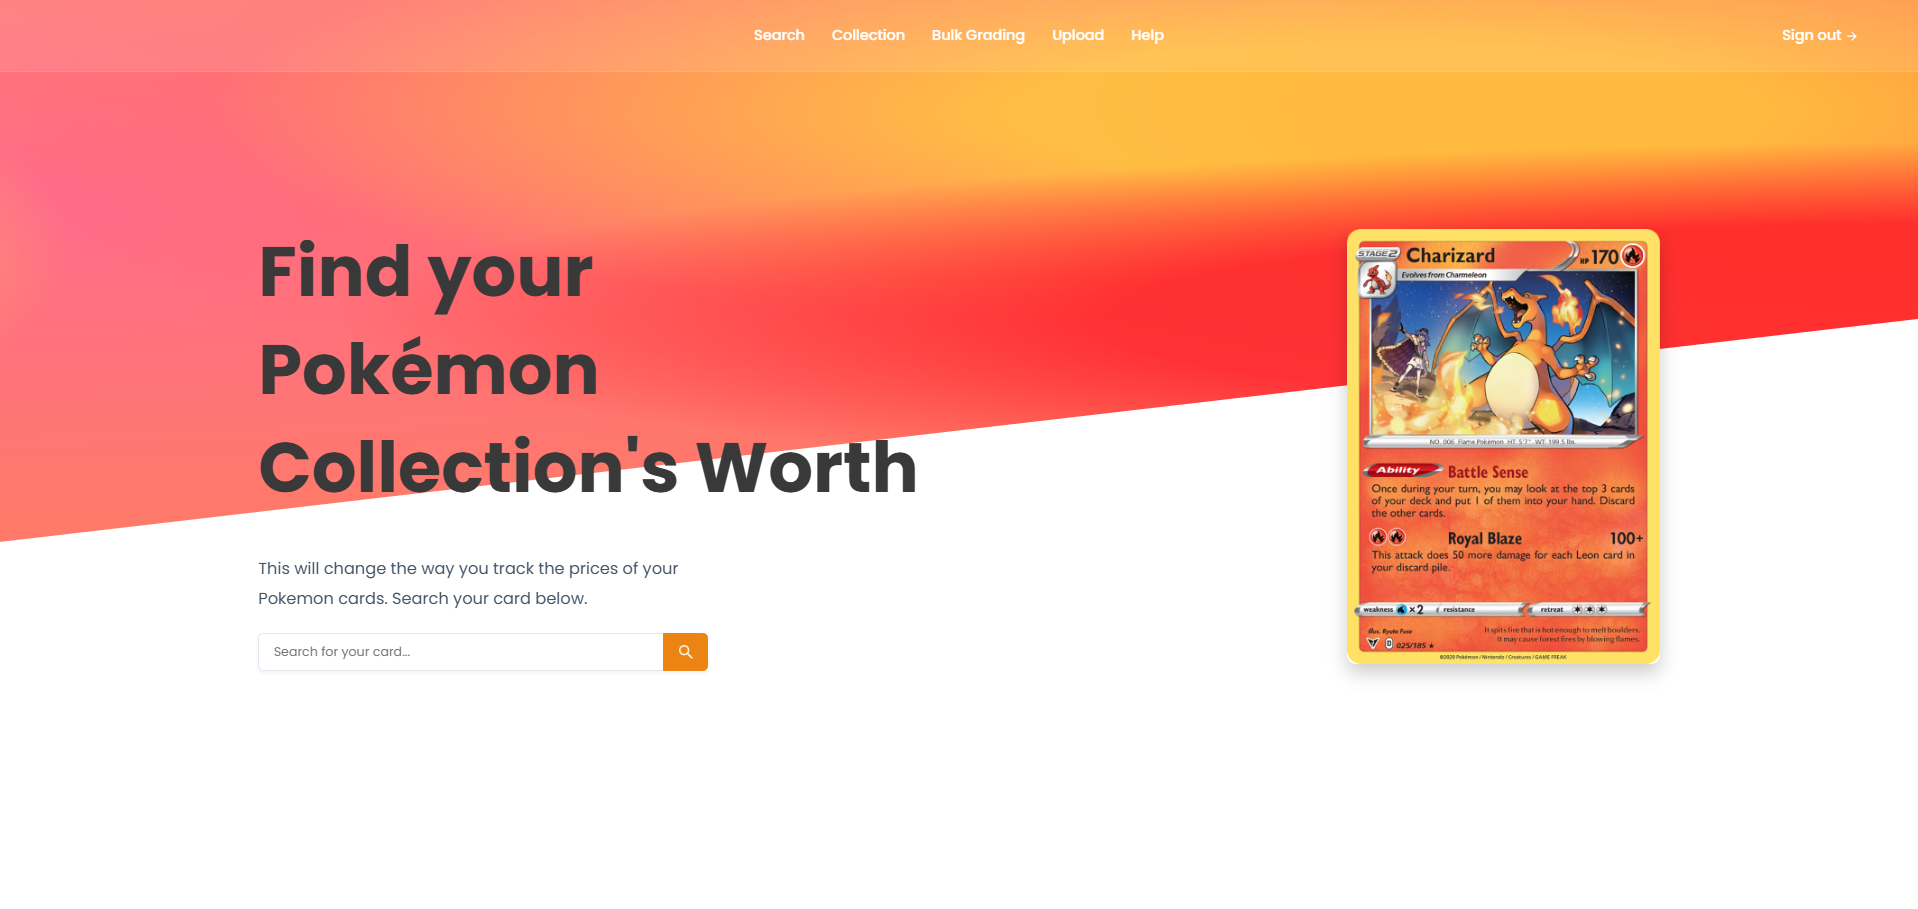 Search Collection Bulk Grading Upload Help Sign out →
Find your
Pokémon
Collection's Worth
This will change the way you track the prices of your
Pokemon cards. Search your card below.
Search for your card...
STAGE 2 Charizard HP 170
Evolves from Charmeleon
NO. 006 Flame Pokémon HT: 5'7" WT: 199.5 lbs.
Ability Battle Sense
Once during your turn, you may look at the top 3 cards
of your deck and put 1 of them into your hand. Discard
the other cards.
Royal Blaze 100+
This attack does 50 more damage for each Leon card in
your discard pile.
weakness ×2 resistance retreat
Illus. Ryuta Fuse
It spits fire that is hot enough to melt boulders.
It may cause forest fires by blowing flames.
D 025/185 ★
©2020 Pokémon / Nintendo / Creatures / GAME FREAK